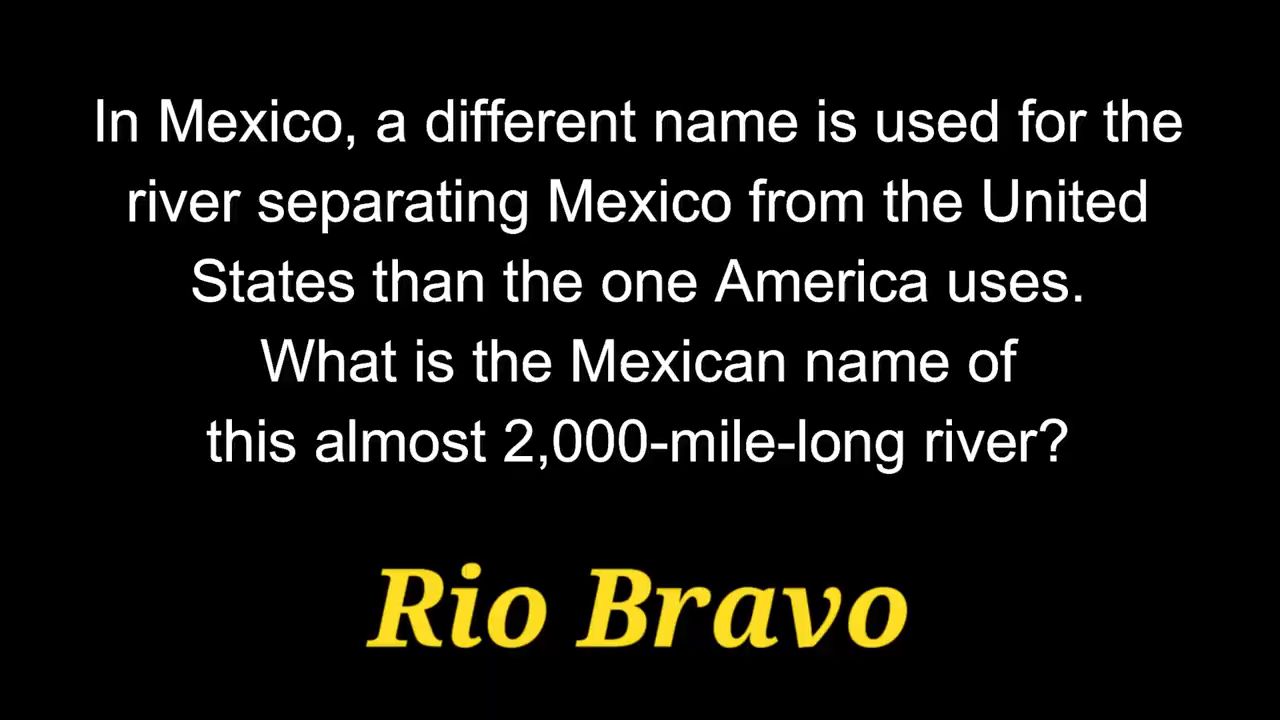 In Mexico, a different name is used for the
river separating Mexico from the United
States than the one America uses.
What is the Mexican name of
this almost 2,000-mile-long river?
Rio Bravo